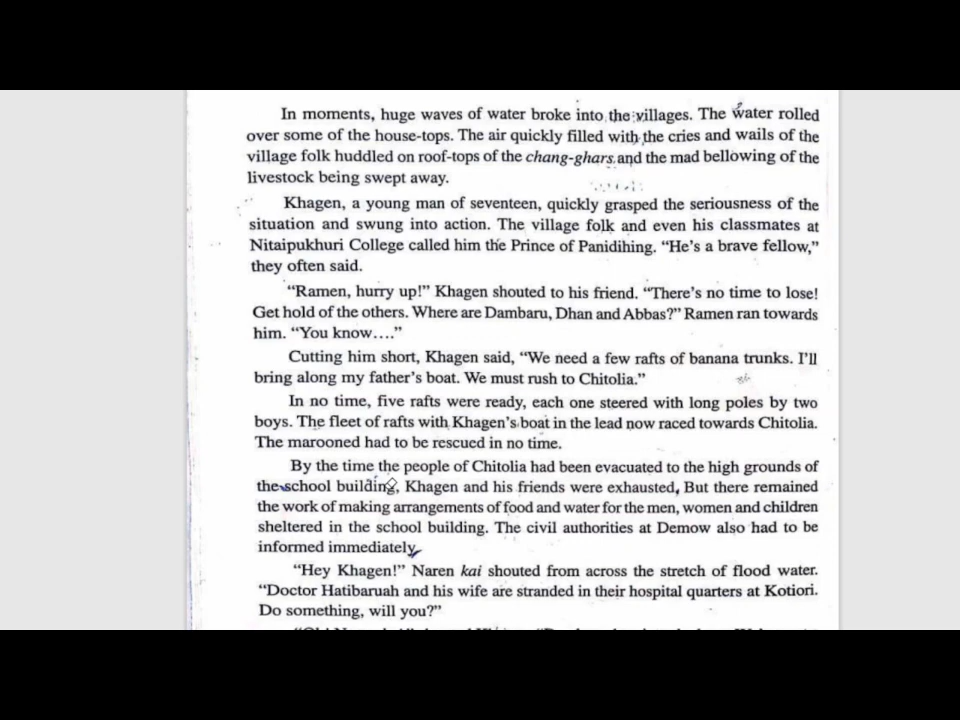 In moments, huge waves of water broke into the villages. The water rolled
over some of the house-tops. The air quickly filled with the cries and wails of the
village folk huddled on roof-tops of the chang-ghars and the mad bellowing of the
livestock being swept away.
Khagen, a young man of seventeen, quickly grasped the seriousness of the
situation and swung into action. The village folk and even his classmates at
Nitaipukhuri College called him the Prince of Panidihing. “He’s a brave fellow,”
they often said.
“Ramen, hurry up!” Khagen shouted to his friend. “There’s no time to lose!
Get hold of the others. Where are Dambaru, Dhan and Abbas?” Ramen ran towards
him. “You know....”
Cutting him short, Khagen said, “We need a few rafts of banana trunks. I’ll
bring along my father’s boat. We must rush to Chitolia.”
In no time, five rafts were ready, each one steered with long poles by two
boys. The fleet of rafts with Khagen’s boat in the lead now raced towards Chitolia.
The marooned had to be rescued in no time.
By the time the people of Chitolia had been evacuated to the high grounds of
the school building, Khagen and his friends were exhausted. But there remained
the work of making arrangements of food and water for the men, women and children
sheltered in the school building. The civil authorities at Demow also had to be
informed immediately.
“Hey Khagen!” Naren kai shouted from across the stretch of flood water.
“Doctor Hatibaruah and his wife are stranded in their hospital quarters at Kotiori.
Do something, will you?”